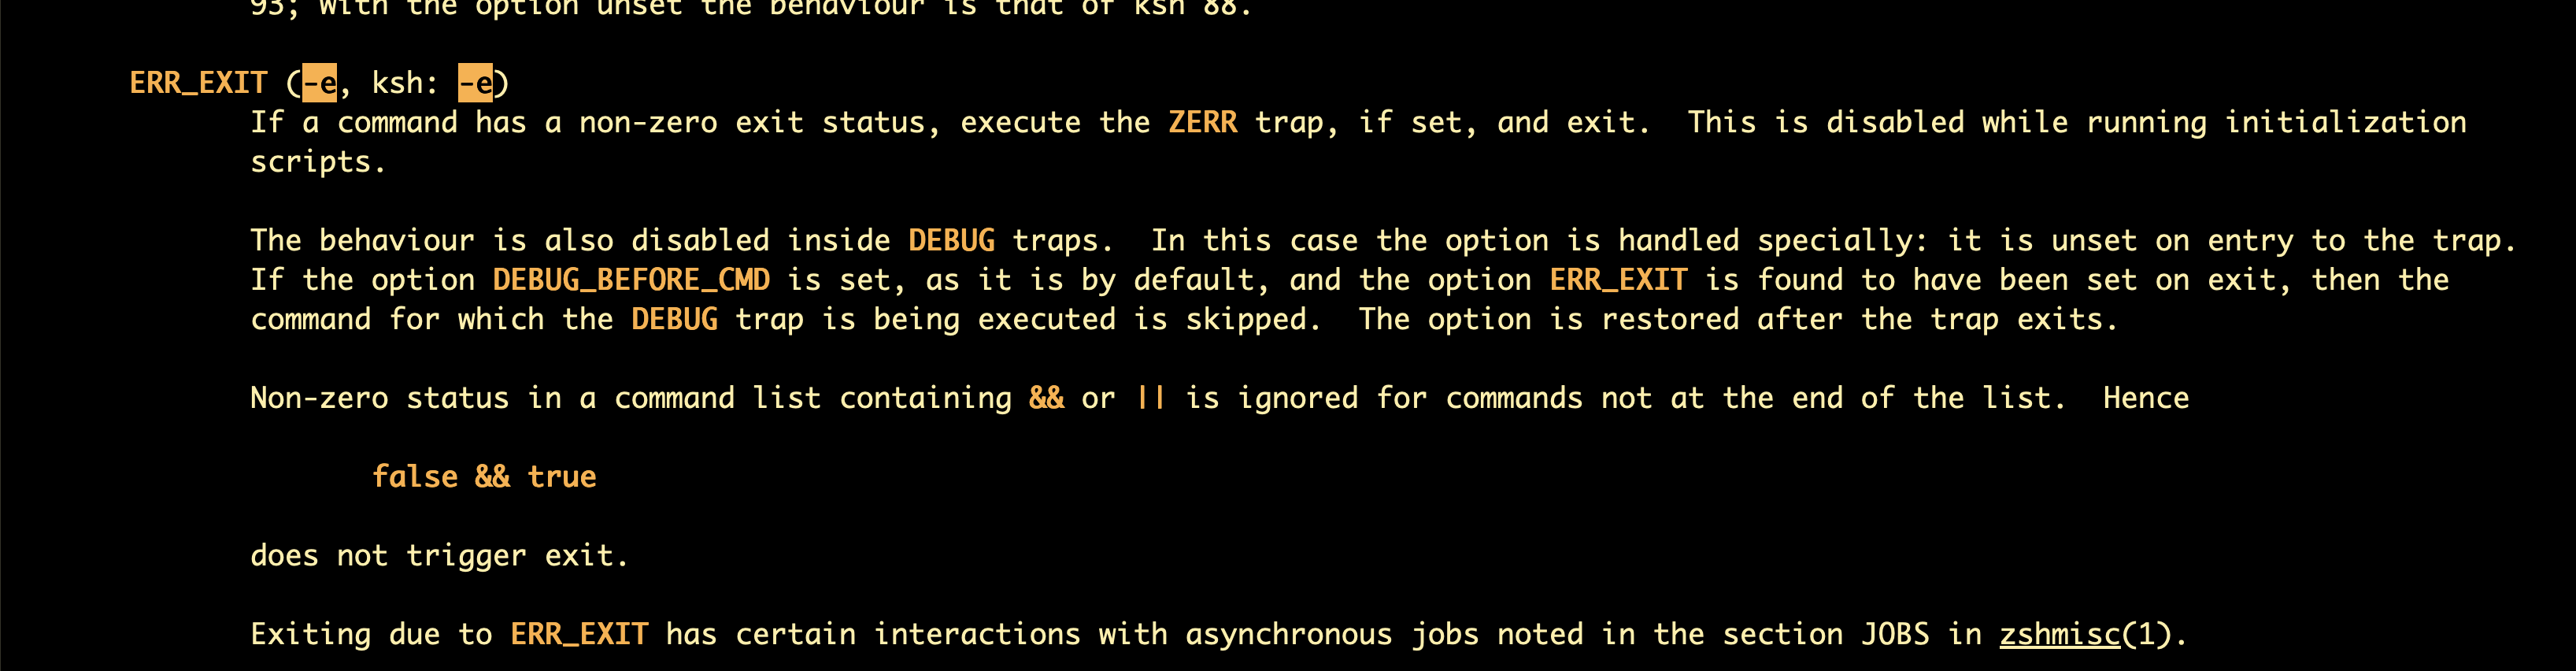 93; With the option unset the behaviour is that of ksh 88.
ERR_EXIT (-e, ksh: -e)
If a command has a non-zero exit status, execute the ZERR trap, if set, and exit.  This is disabled while running initialization
scripts.
The behaviour is also disabled inside DEBUG traps.  In this case the option is handled specially: it is unset on entry to the trap.
If the option DEBUG_BEFORE_CMD is set, as it is by default, and the option ERR_EXIT is found to have been set on exit, then the
command for which the DEBUG trap is being executed is skipped.  The option is restored after the trap exits.
Non-zero status in a command list containing && or || is ignored for commands not at the end of the list.  Hence
false && true
does not trigger exit.
Exiting due to ERR_EXIT has certain interactions with asynchronous jobs noted in the section JOBS in zshmisc(1).